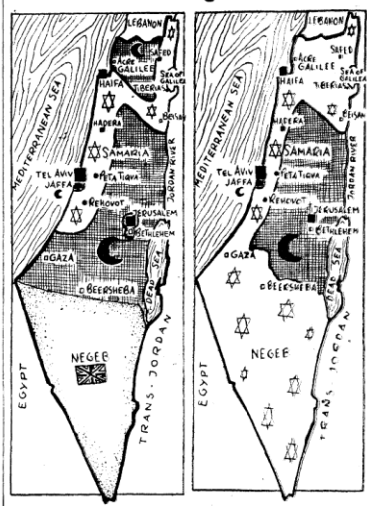 LEBANON
SAFED
ACRE
GALILEE
SEA OF
GALILEE
HAIFA
TIBERIAS
BEISAN
HADERA
MEDITERRANEAN SEA
SAMARIA
JORDAN RIVER
TEL AVIV
JAFFA
PETA TIQVA
REHOVOT
JERUSALEM
BETHLEHEM
GAZA
DEAD SEA
BEERSHEBA
NEGEB
EGYPT
TRANS-JORDAN
LEBANON
SAFED
ACRE
GALILEE
SEA OF
GALILEE
HAIFA
TIBERIAS
HADERA
BEISAN
MEDITERRANEAN SEA
SAMARIA
JORDAN RIVER
TEL AVIV
JAFFA
PETA TIQVA
REHOVOT
JERUSALEM
BETHLEHEM
GAZA
DEAD SEA
BEERSHEBA
NEGEB
EGYPT
TRANS-JORDAN